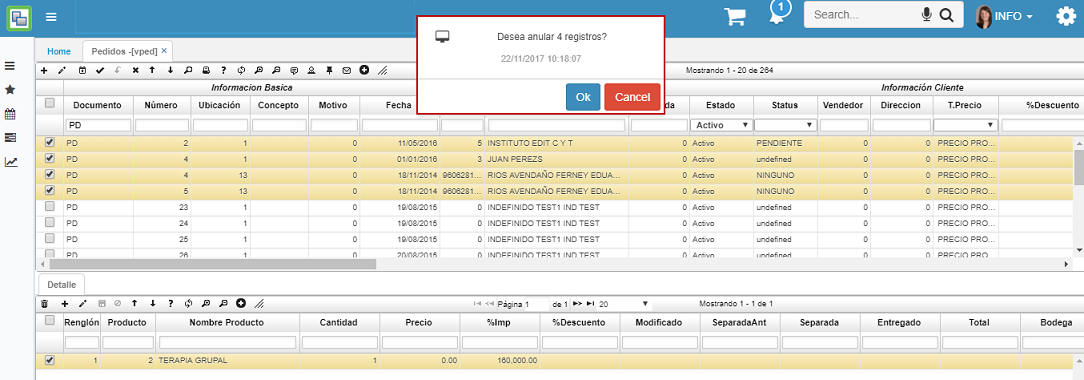 1
Search...
INFO
Desea anular 4 registros?
22/11/2017 10:18:07
Ok
Cancel
Home
Pedidos -[vped] ×
Mostrando 1 - 20 de 264
Informacion Basica
Información Cliente
Documento Número Ubicación Concepto Motivo Fecha Estado Status Vendedor Direccion T.Precio %Descuento
PD Activo
PD 2 1 0 11/05/2016 5 INSTITUTO EDIT C Y T 0 Activo PENDIENTE 0 0 PRECIO PRO...
PD 4 1 0 01/01/2016 3 JUAN PEREZS 0 Activo undefined 0 0 PRECIO PRO...
PD 4 13 0 18/11/2014 9606281... RIOS AVENDAÑO FERNEY EDUA... 0 Activo NINGUNO 0 0 PRECIO PRO...
PD 5 13 0 18/11/2014 9606281... RIOS AVENDAÑO FERNEY EDUA... 0 Activo NINGUNO 0 0 PRECIO PRO...
PD 23 1 0 19/08/2015 0 INDEFINIDO TEST1 IND TEST 0 Activo undefined 0 0 PRECIO PRO...
PD 24 1 0 19/08/2015 0 INDEFINIDO TEST1 IND TEST 0 Activo undefined 0 0 PRECIO PRO...
PD 25 1 0 19/08/2015 0 INDEFINIDO TEST1 IND TEST 0 Activo undefined 0 0 PRECIO PRO...
PD 26 1 0 20/08/2015 0 INDEFINIDO TEST1 IND TEST 0 Activo undefined 0 0 PRECIO PRO...
Detalle
Página 1 de 1 20 Mostrando 1 - 1 de 1
Renglón Producto Nombre Producto Cantidad Precio %Imp %Descuento Modificado SeparadaAnt Separada Entregado Total Bodega
1 2 TERAPIA GRUPAL 1 0.00 160,000.00